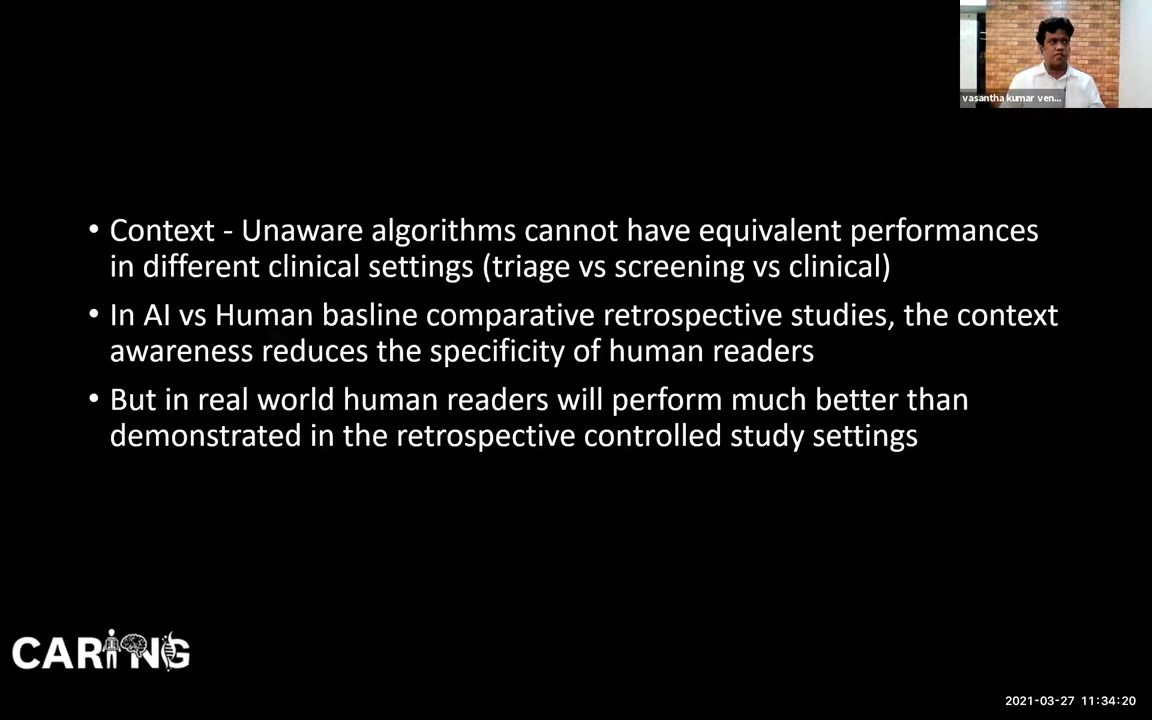 vasantha kumar ven...
• Context - Unaware algorithms cannot have equivalent performances
in different clinical settings (triage vs screening vs clinical)
• In AI vs Human basline comparative retrospective studies, the context
awareness reduces the specificity of human readers
• But in real world human readers will perform much better than
demonstrated in the retrospective controlled study settings
CARING
2021-03-27 11:34:20